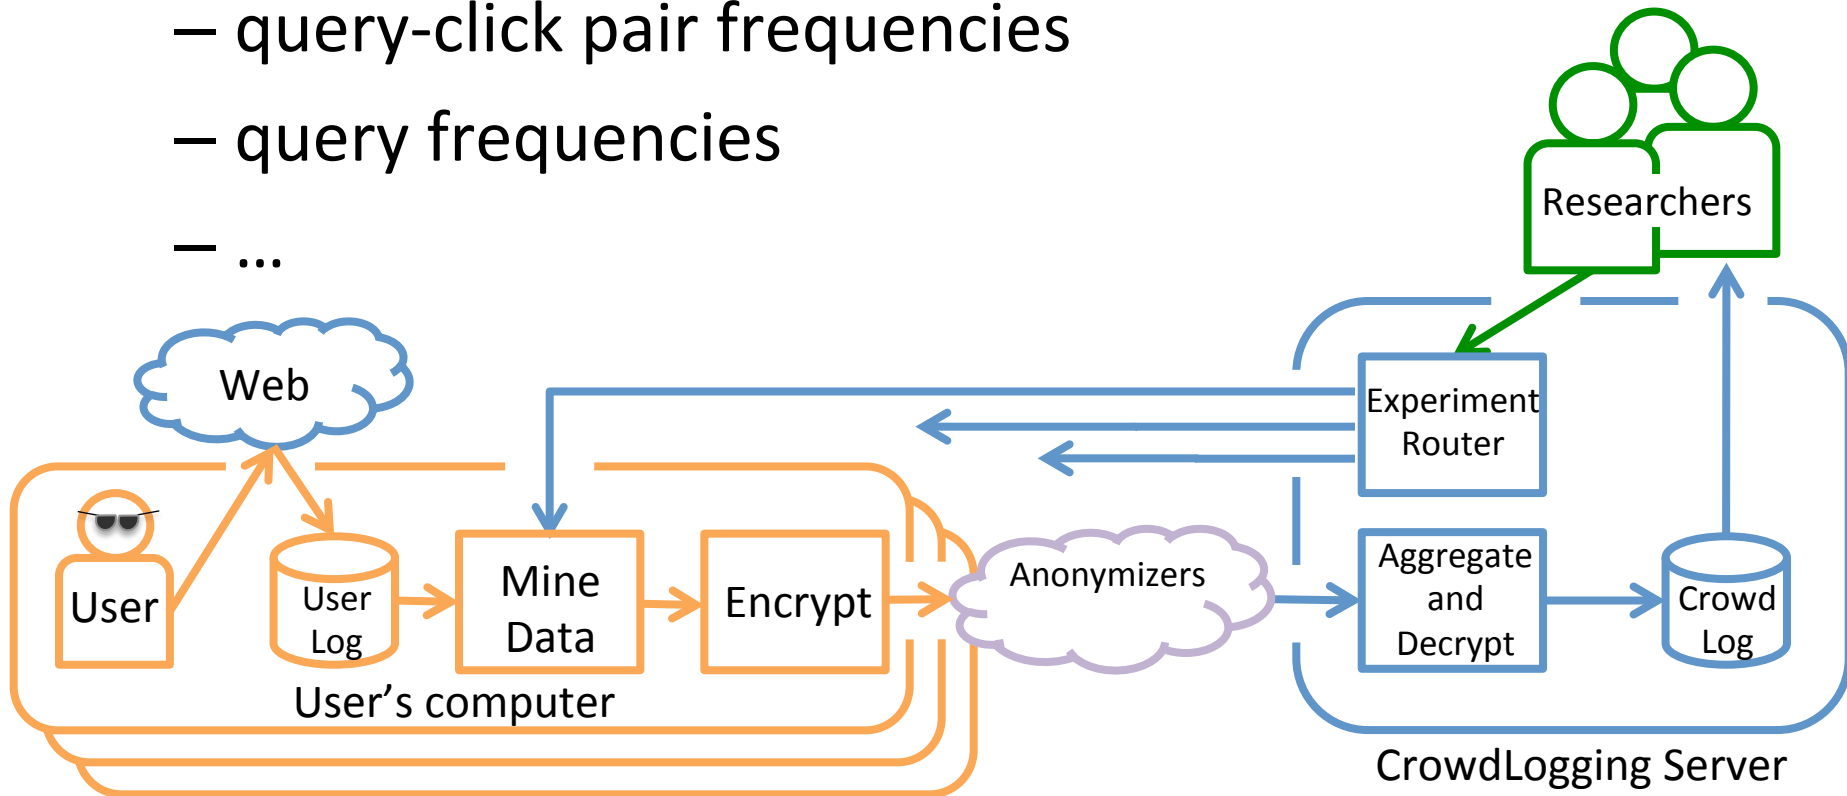 – query-click pair frequencies
– query frequencies
– ...
Researchers
Web
Experiment
Router
User
User
Log
Mine
Data
Encrypt
Anonymizers
Aggregate
and
Decrypt
Crowd
Log
User’s computer
CrowdLogging Server